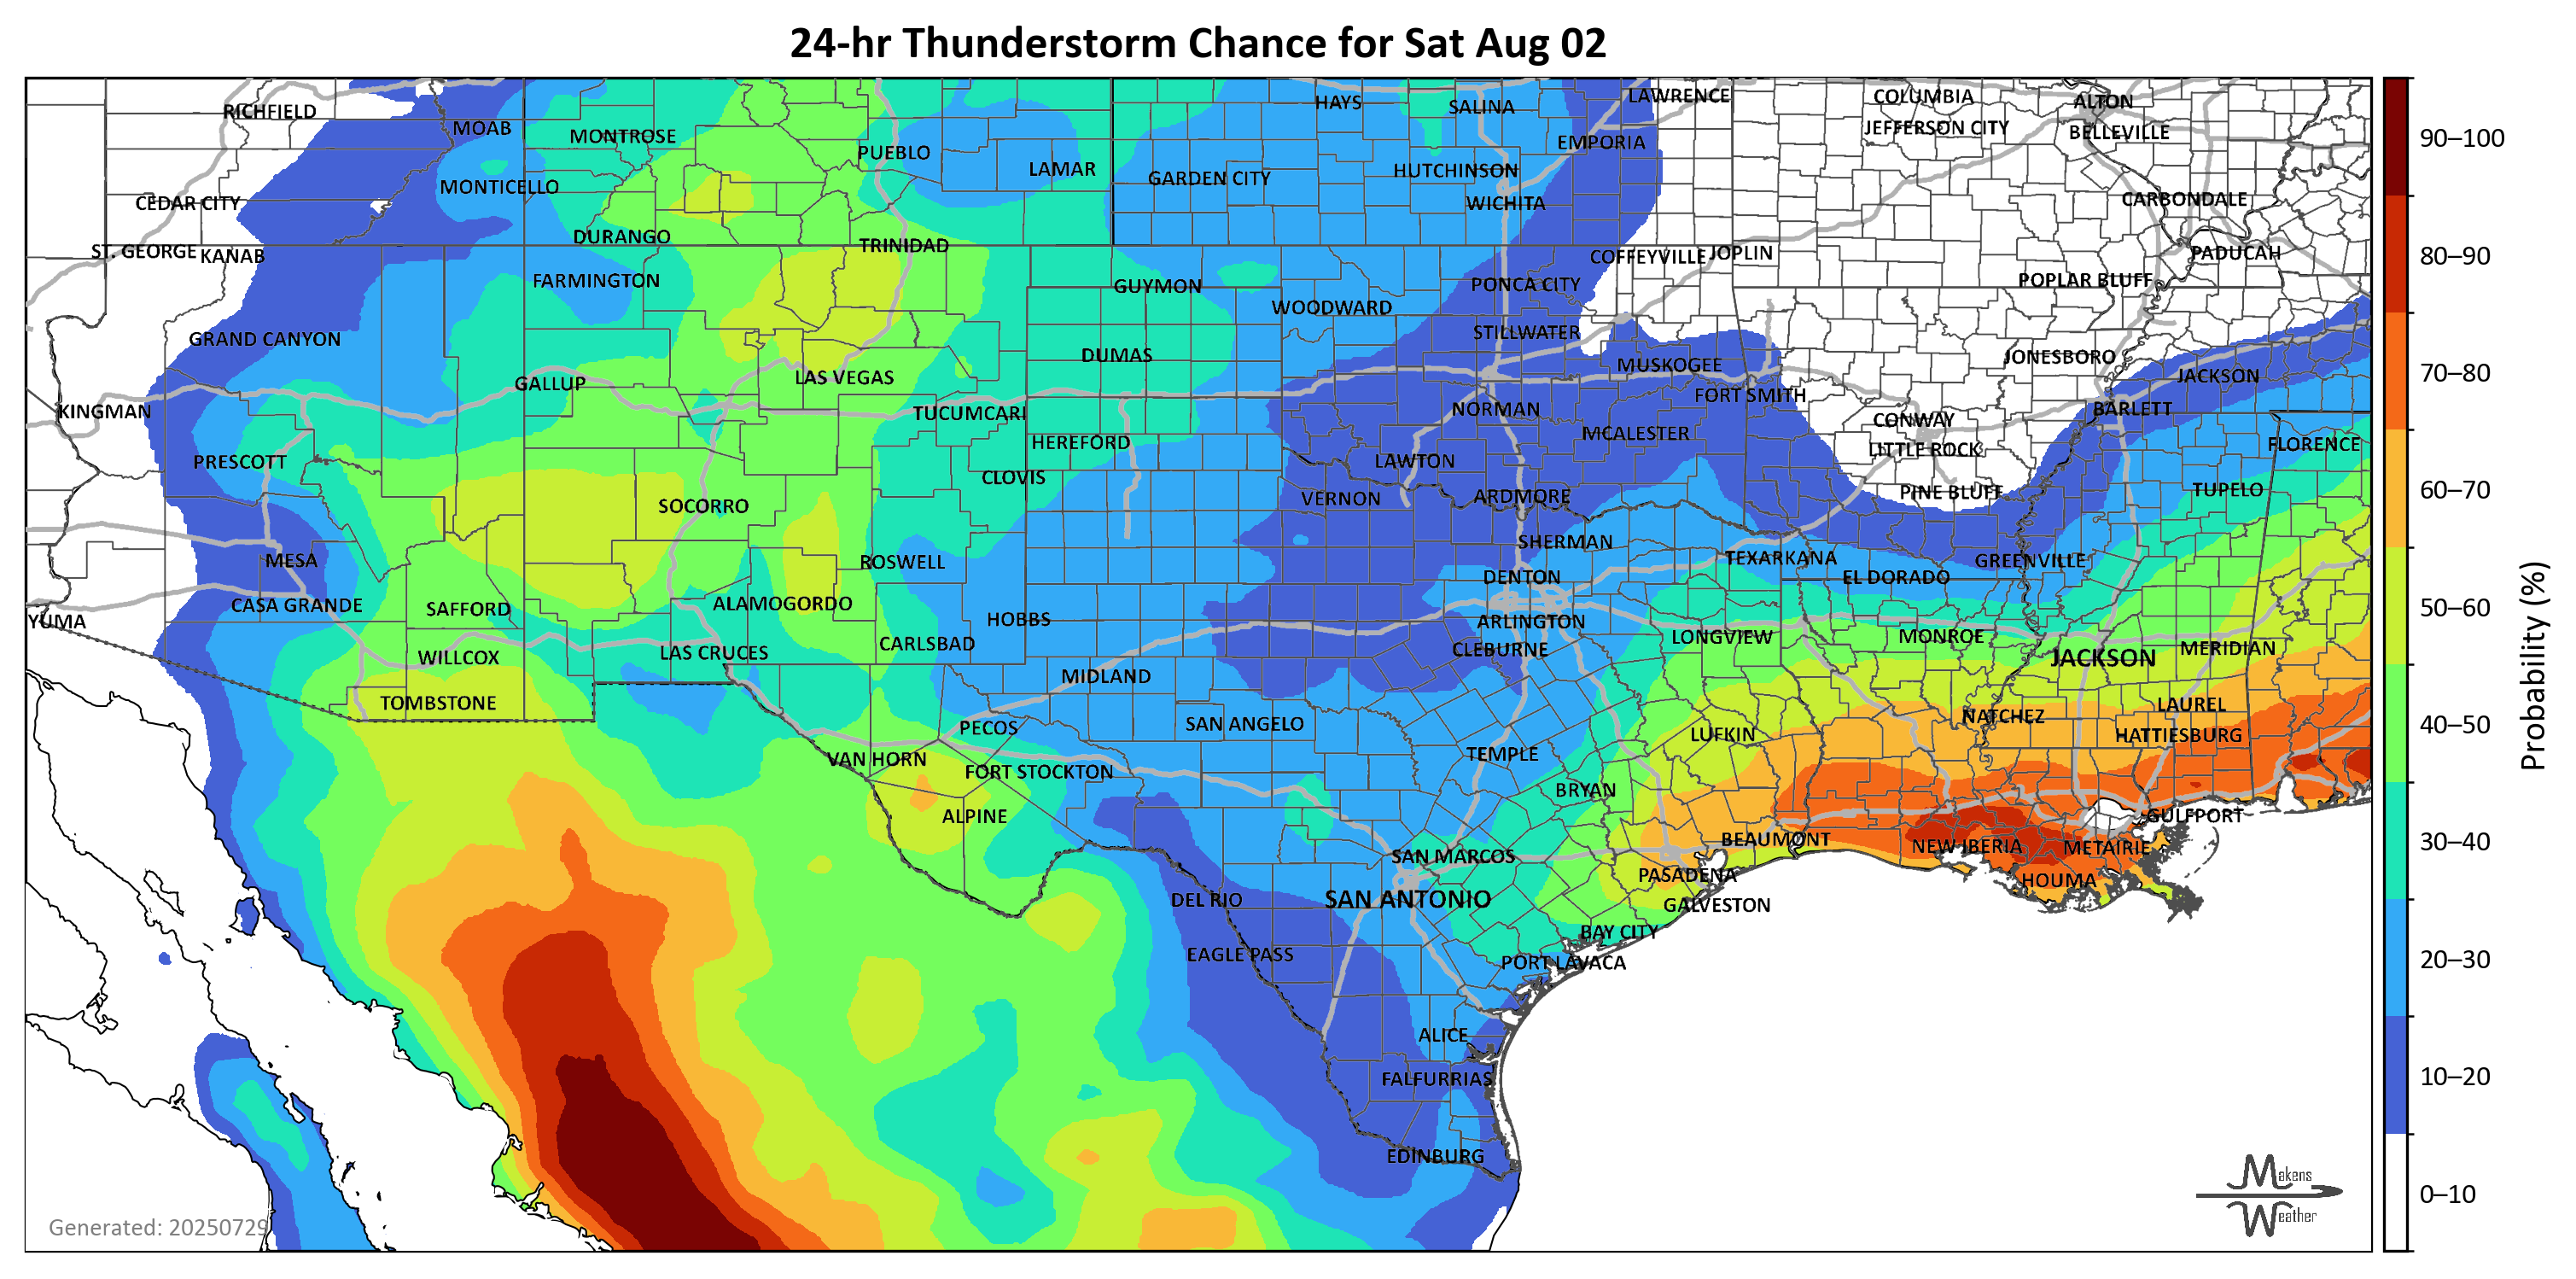 24-hr Thunderstorm Chance for Sat Aug 02
RICHFIELD
MOAB
MONTROSE
PUEBLO
LAMAR
HAYS
SALINA
LAWRENCE
COLUMBIA
ALTON
JEFFERSON CITY
BELLEVILLE
EMPORIA
HUTCHINSON
GARDEN CITY
MONTICELLO
CEDAR CITY
WICHITA
CARBONDALE
DURANGO
TRINIDAD
ST. GEORGE
KANAB
COFFEYVILLE
JOPLIN
PADUCAH
FARMINGTON
GUYMON
PONCA CITY
POPLAR BLUFF
WOODWARD
GRAND CANYON
STILLWATER
DUMAS
MUSKOGEE
JONESBORO
JACKSON
GALLUP
LAS VEGAS
FORT SMITH
KINGMAN
TUCUMCARI
NORMAN
BARLETT
CONWAY
MCALESTER
HEREFORD
LITTLE ROCK
FLORENCE
PRESCOTT
CLOVIS
LAWTON
SOCORRO
VERNON
ARDMORE
PINE BLUFF
TUPELO
MESA
ROSWELL
SHERMAN
TEXARKANA
GREENVILLE
DENTON
EL DORADO
CASA GRANDE
SAFFORD
ALAMOGORDO
YUMA
HOBBS
ARLINGTON
LONGVIEW
MONROE
WILLCOX
LAS CRUCES
CARLSBAD
CLEBURNE
JACKSON
MERIDIAN
MIDLAND
TOMBSTONE
LAUREL
PECOS
SAN ANGELO
NATCHEZ
LUFKIN
HATTIESBURG
VAN HORN
TEMPLE
FORT STOCKTON
BRYAN
ALPINE
GULFPORT
BEAUMONT
SAN MARCOS
NEW IBERIA
METAIRIE
PASADENA
HOUMA
DEL RIO
SAN ANTONIO
GALVESTON
BAY CITY
EAGLE PASS
PORT LAVACA
ALICE
FALFURRIAS
EDINBURG
Generated: 20250729
Makens
Weather
90–100
80–90
70–80
60–70
50–60
40–50
30–40
20–30
10–20
0–10
Probability (%)